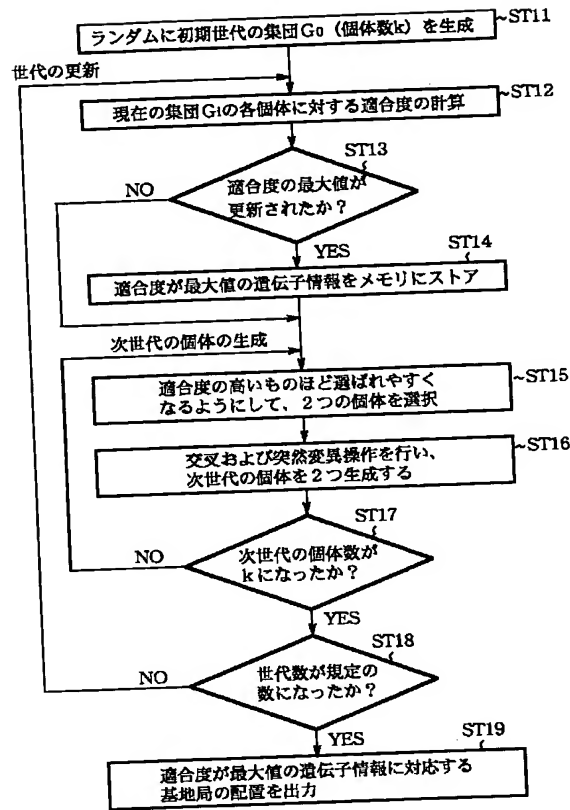 ランダムに初期世代の集団G0（個体数k）を生成
ST11
世代の更新
現在の集団Giの各個体に対する適合度の計算
ST12
ST13
適合度の最大値が
更新されたか？
NO
YES
ST14
適合度が最大値の遺伝子情報をメモリにストア
次世代の個体の生成
適合度の高いものほど選ばれやすく
なるようにして、２つの個体を選択
ST15
交叉および突然変異操作を行い、
次世代の個体を２つ生成する
ST16
ST17
次世代の個体数が
kになったか？
NO
YES
ST18
世代数が規定の
数になったか？
NO
YES
ST19
適合度が最大値の遺伝子情報に対応する
基地局の配置を出力